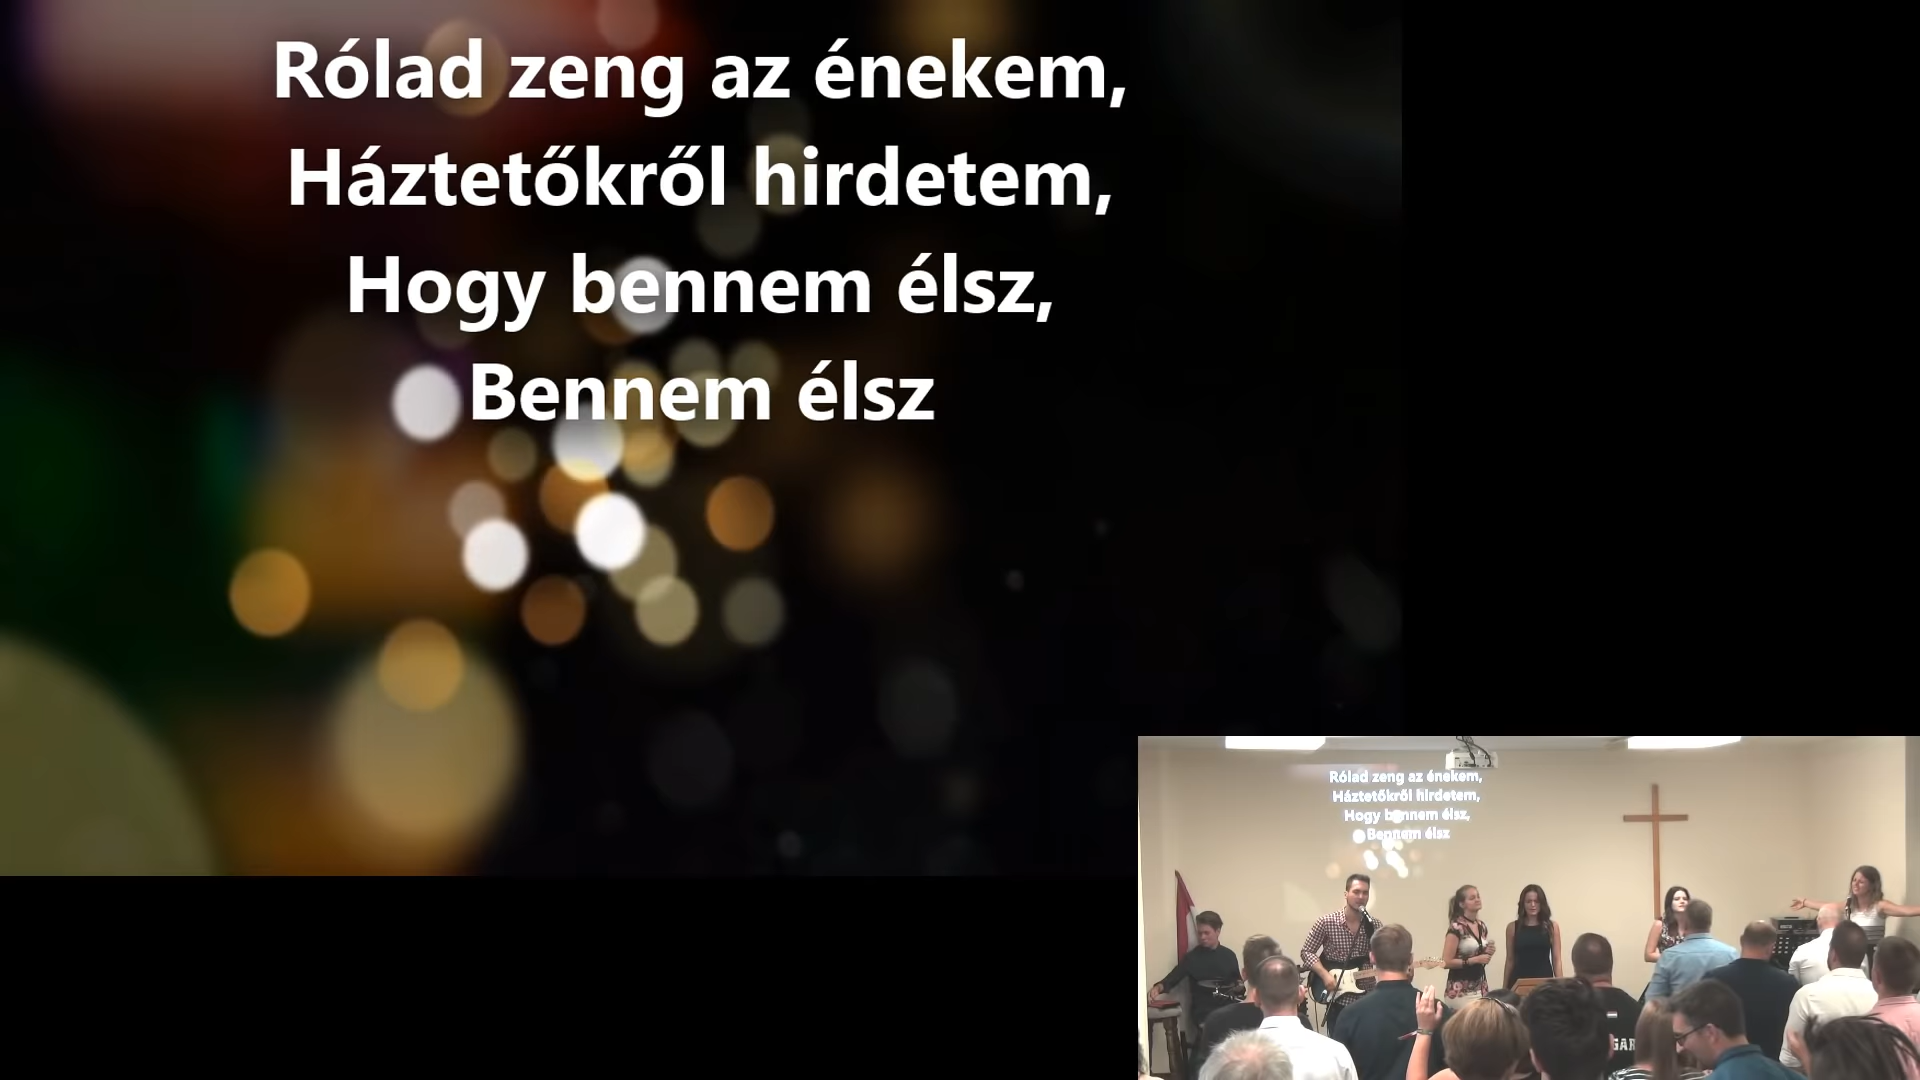 Rólad zeng az énekem,
Háztetőkről hirdetem,
Hogy bennem élsz,
Bennem élsz
Rólad zeng az énekem,
Háztetőkről hirdetem,
Hogy bennem élsz,
Bennem élsz
GAR